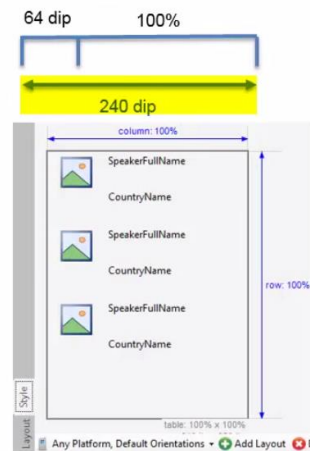 64 dip 100%
240 dip
column: 100%
SpeakerFullName
CountryName
SpeakerFullName
row: 100%
CountryName
SpeakerFullName
CountryName
Style
Layout
table: 100% x 100%
Any Platform, Default Orientations Add Layout